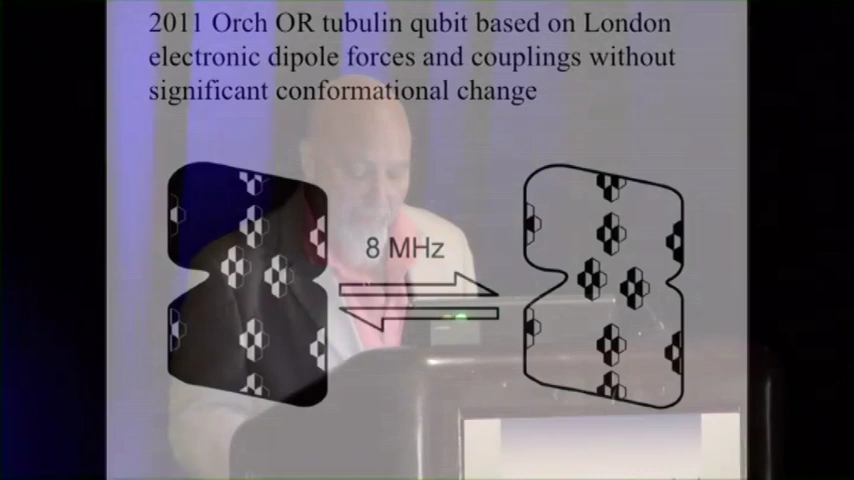 2011 Orch OR tubulin qubit based on London
electronic dipole forces and couplings without
significant conformational change
8 MHz